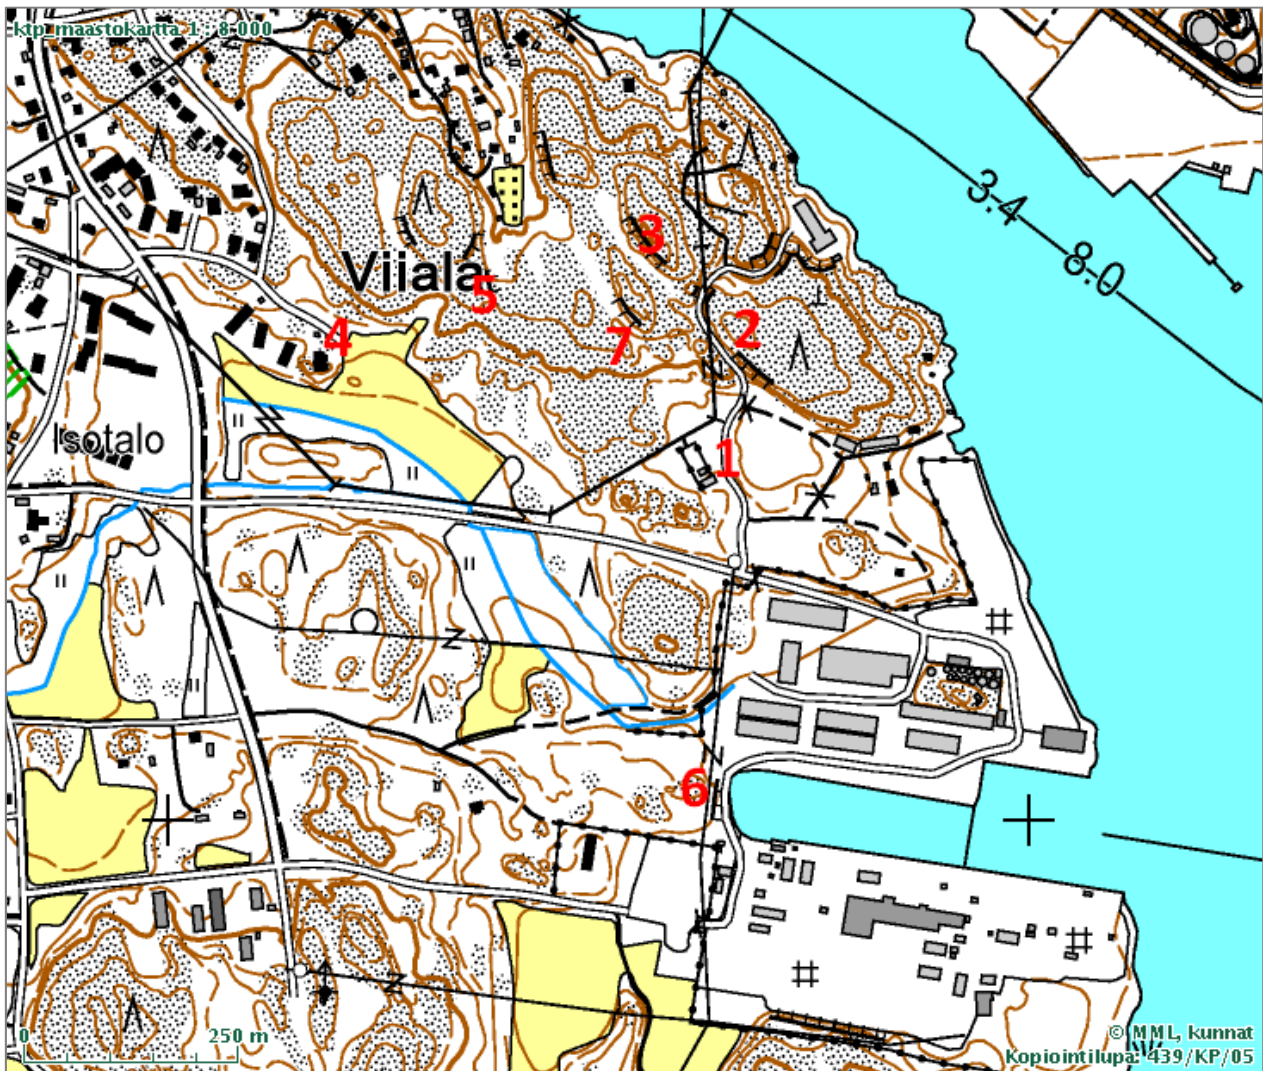 ktp_maastokartta 1 : 8 000
3.4
8.0
3
Viiala
5
2
4
7
Isotalo
1
6
0 250 m
© MML, kunnat
Kopiointilupa: 439/KP/05